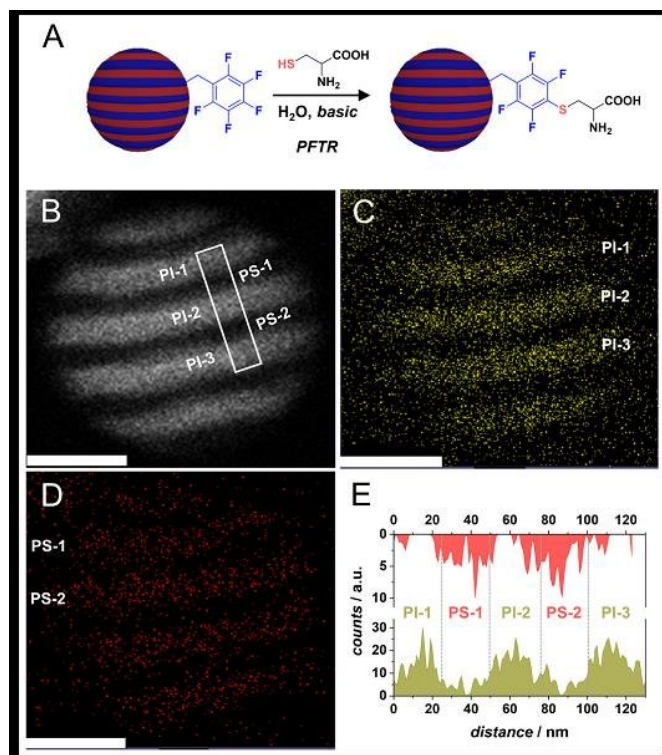 A
HS
COOH
NH₂
H₂O, basic
PFTR
F
F
F
F
F
F
F
F
F
S
COOH
NH₂
B
PI-1
PS-1
PI-2
PS-2
PI-3
C
PI-1
PI-2
PI-3
D
PS-1
PS-2
E
0 20 40 60 80 100 120
0
5
10
PI-1 PS-1 PI-2 PS-2 PI-3
30
20
10
0
counts / a.u.
0 20 40 60 80 100 120
distance / nm